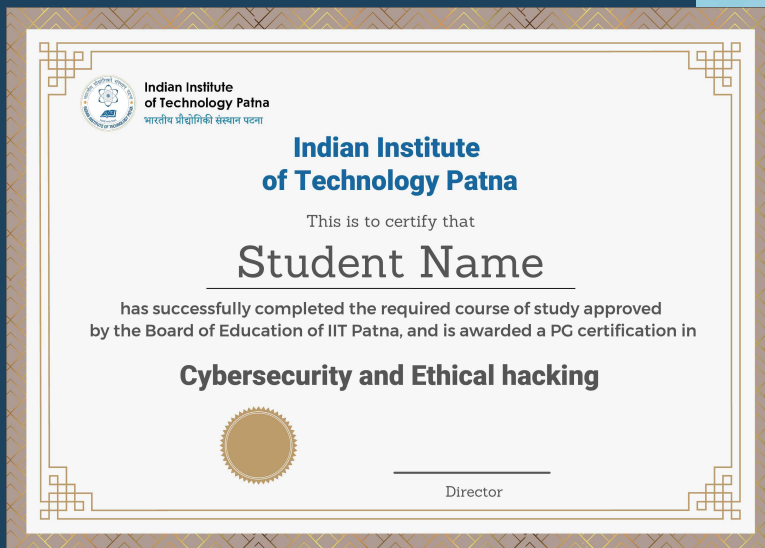 Indian Institute
of Technology Patna
भारतीय प्रौद्योगिकी संस्थान पटना
Indian Institute
of Technology Patna
This is to certify that
Student Name
has successfully completed the required course of study approved
by the Board of Education of IIT Patna, and is awarded a PG certification in
Cybersecurity and Ethical hacking
Director